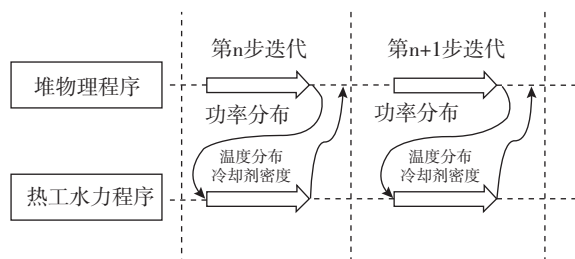 第n步迭代
第n+1步迭代
堆物理程序
功率分布
功率分布
温度分布
冷却剂密度
温度分布
冷却剂密度
热工水力程序